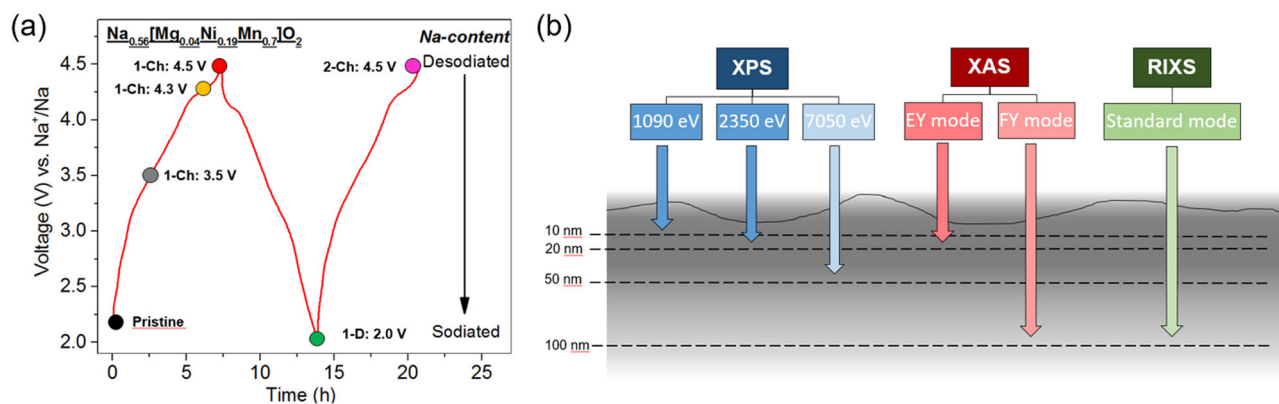 (a)
Na0.56[Mg0.04Ni0.19Mn0.7]O2
Na-content
1-Ch: 4.5 V
2-Ch: 4.5 V
Desodiated
1-Ch: 4.3 V
1-Ch: 3.5 V
Pristine
1-D: 2.0 V
Sodiated
4.5
4.0
3.5
3.0
2.5
2.0
Voltage (V) vs. Na+/Na
0
5
10
15
20
25
Time (h)
(b)
XPS
XAS
RIXS
1090 eV
2350 eV
7050 eV
EY mode
FY mode
Standard mode
10 nm
20 nm
50 nm
100 nm